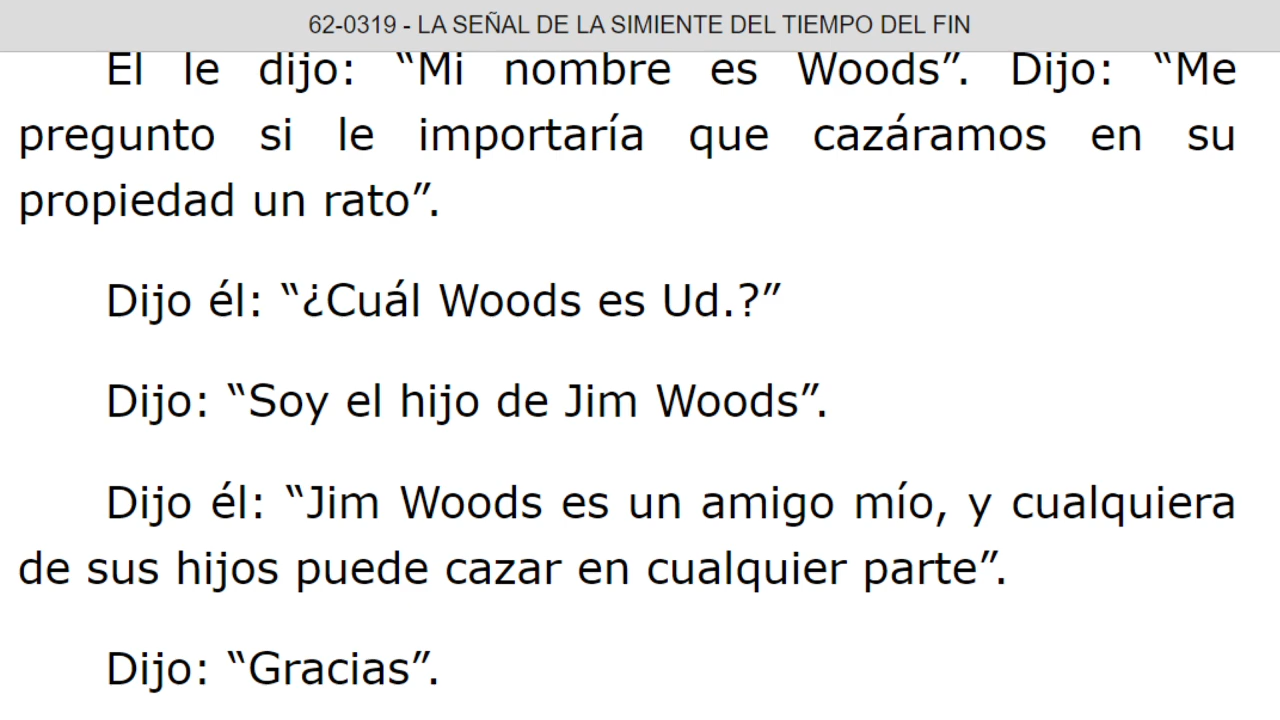 62-0319 - LA SEÑAL DE LA SIMIENTE DEL TIEMPO DEL FIN
El le dijo: “Mi nombre es Woods”. Dijo: “Me
pregunto si le importaría que cazáramos en su
propiedad un rato”.
Dijo él: “¿Cuál Woods es Ud.?”
Dijo: “Soy el hijo de Jim Woods”.
Dijo él: “Jim Woods es un amigo mío, y cualquiera
de sus hijos puede cazar en cualquier parte”.
Dijo: “Gracias”.